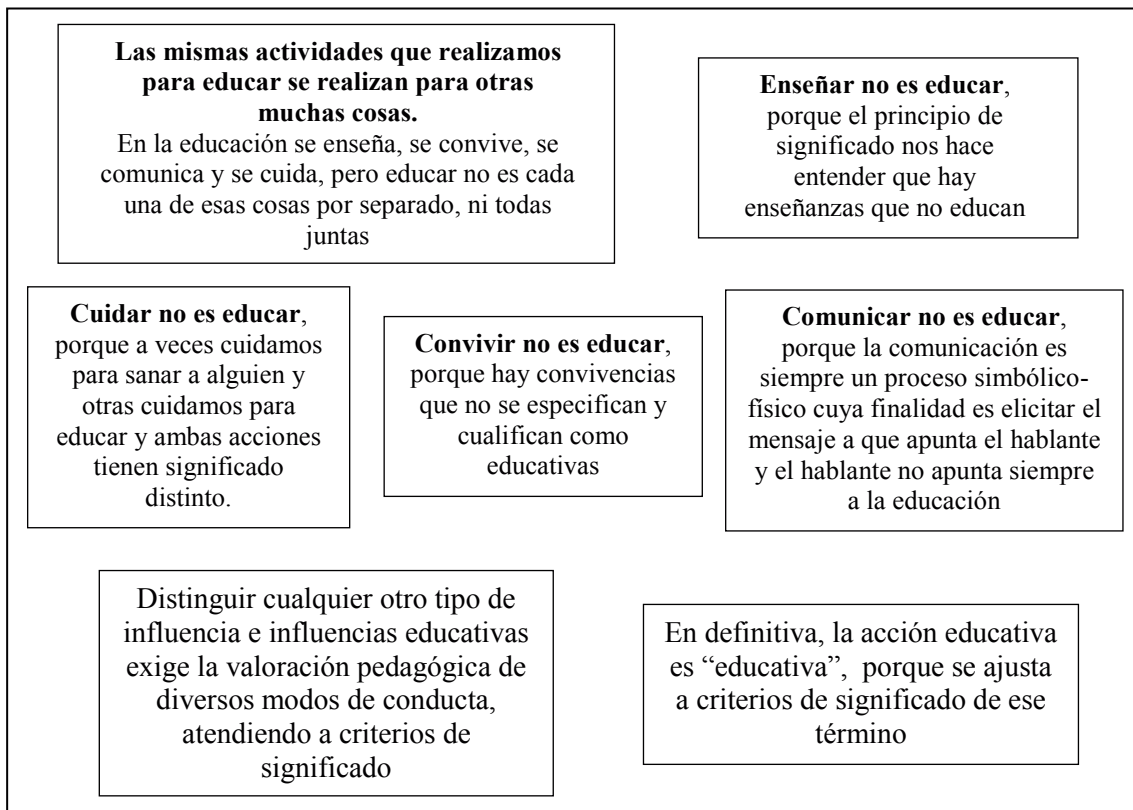 Las mismas actividades que realizamos
para educar se realizan para otras
muchas cosas.
En la educación se enseña, se convive, se
comunica y se cuida, pero educar no es cada
una de esas cosas por separado, ni todas
juntas
Enseñar no es educar,
porque el principio de
significado nos hace
entender que hay
enseñanzas que no educan
Cuidar no es educar,
porque a veces cuidamos
para sanar a alguien y
otras cuidamos para
educar y ambas acciones
tienen significado
distinto.
Convivir no es educar,
porque hay convivencias
que no se especifican y
cualifican como
educativas
Comunicar no es educar,
porque la comunicación es
siempre un proceso simbólico-
físico cuya finalidad es elicitar el
mensaje a que apunta el hablante
y el hablante no apunta siempre
a la educación
Distinguir cualquier otro tipo de
influencia e influencias educativas
exige la valoración pedagógica de
diversos modos de conducta,
atendiendo a criterios de
significado
En definitiva, la acción educativa
es “educativa”, porque se ajusta
a criterios de significado de ese
término